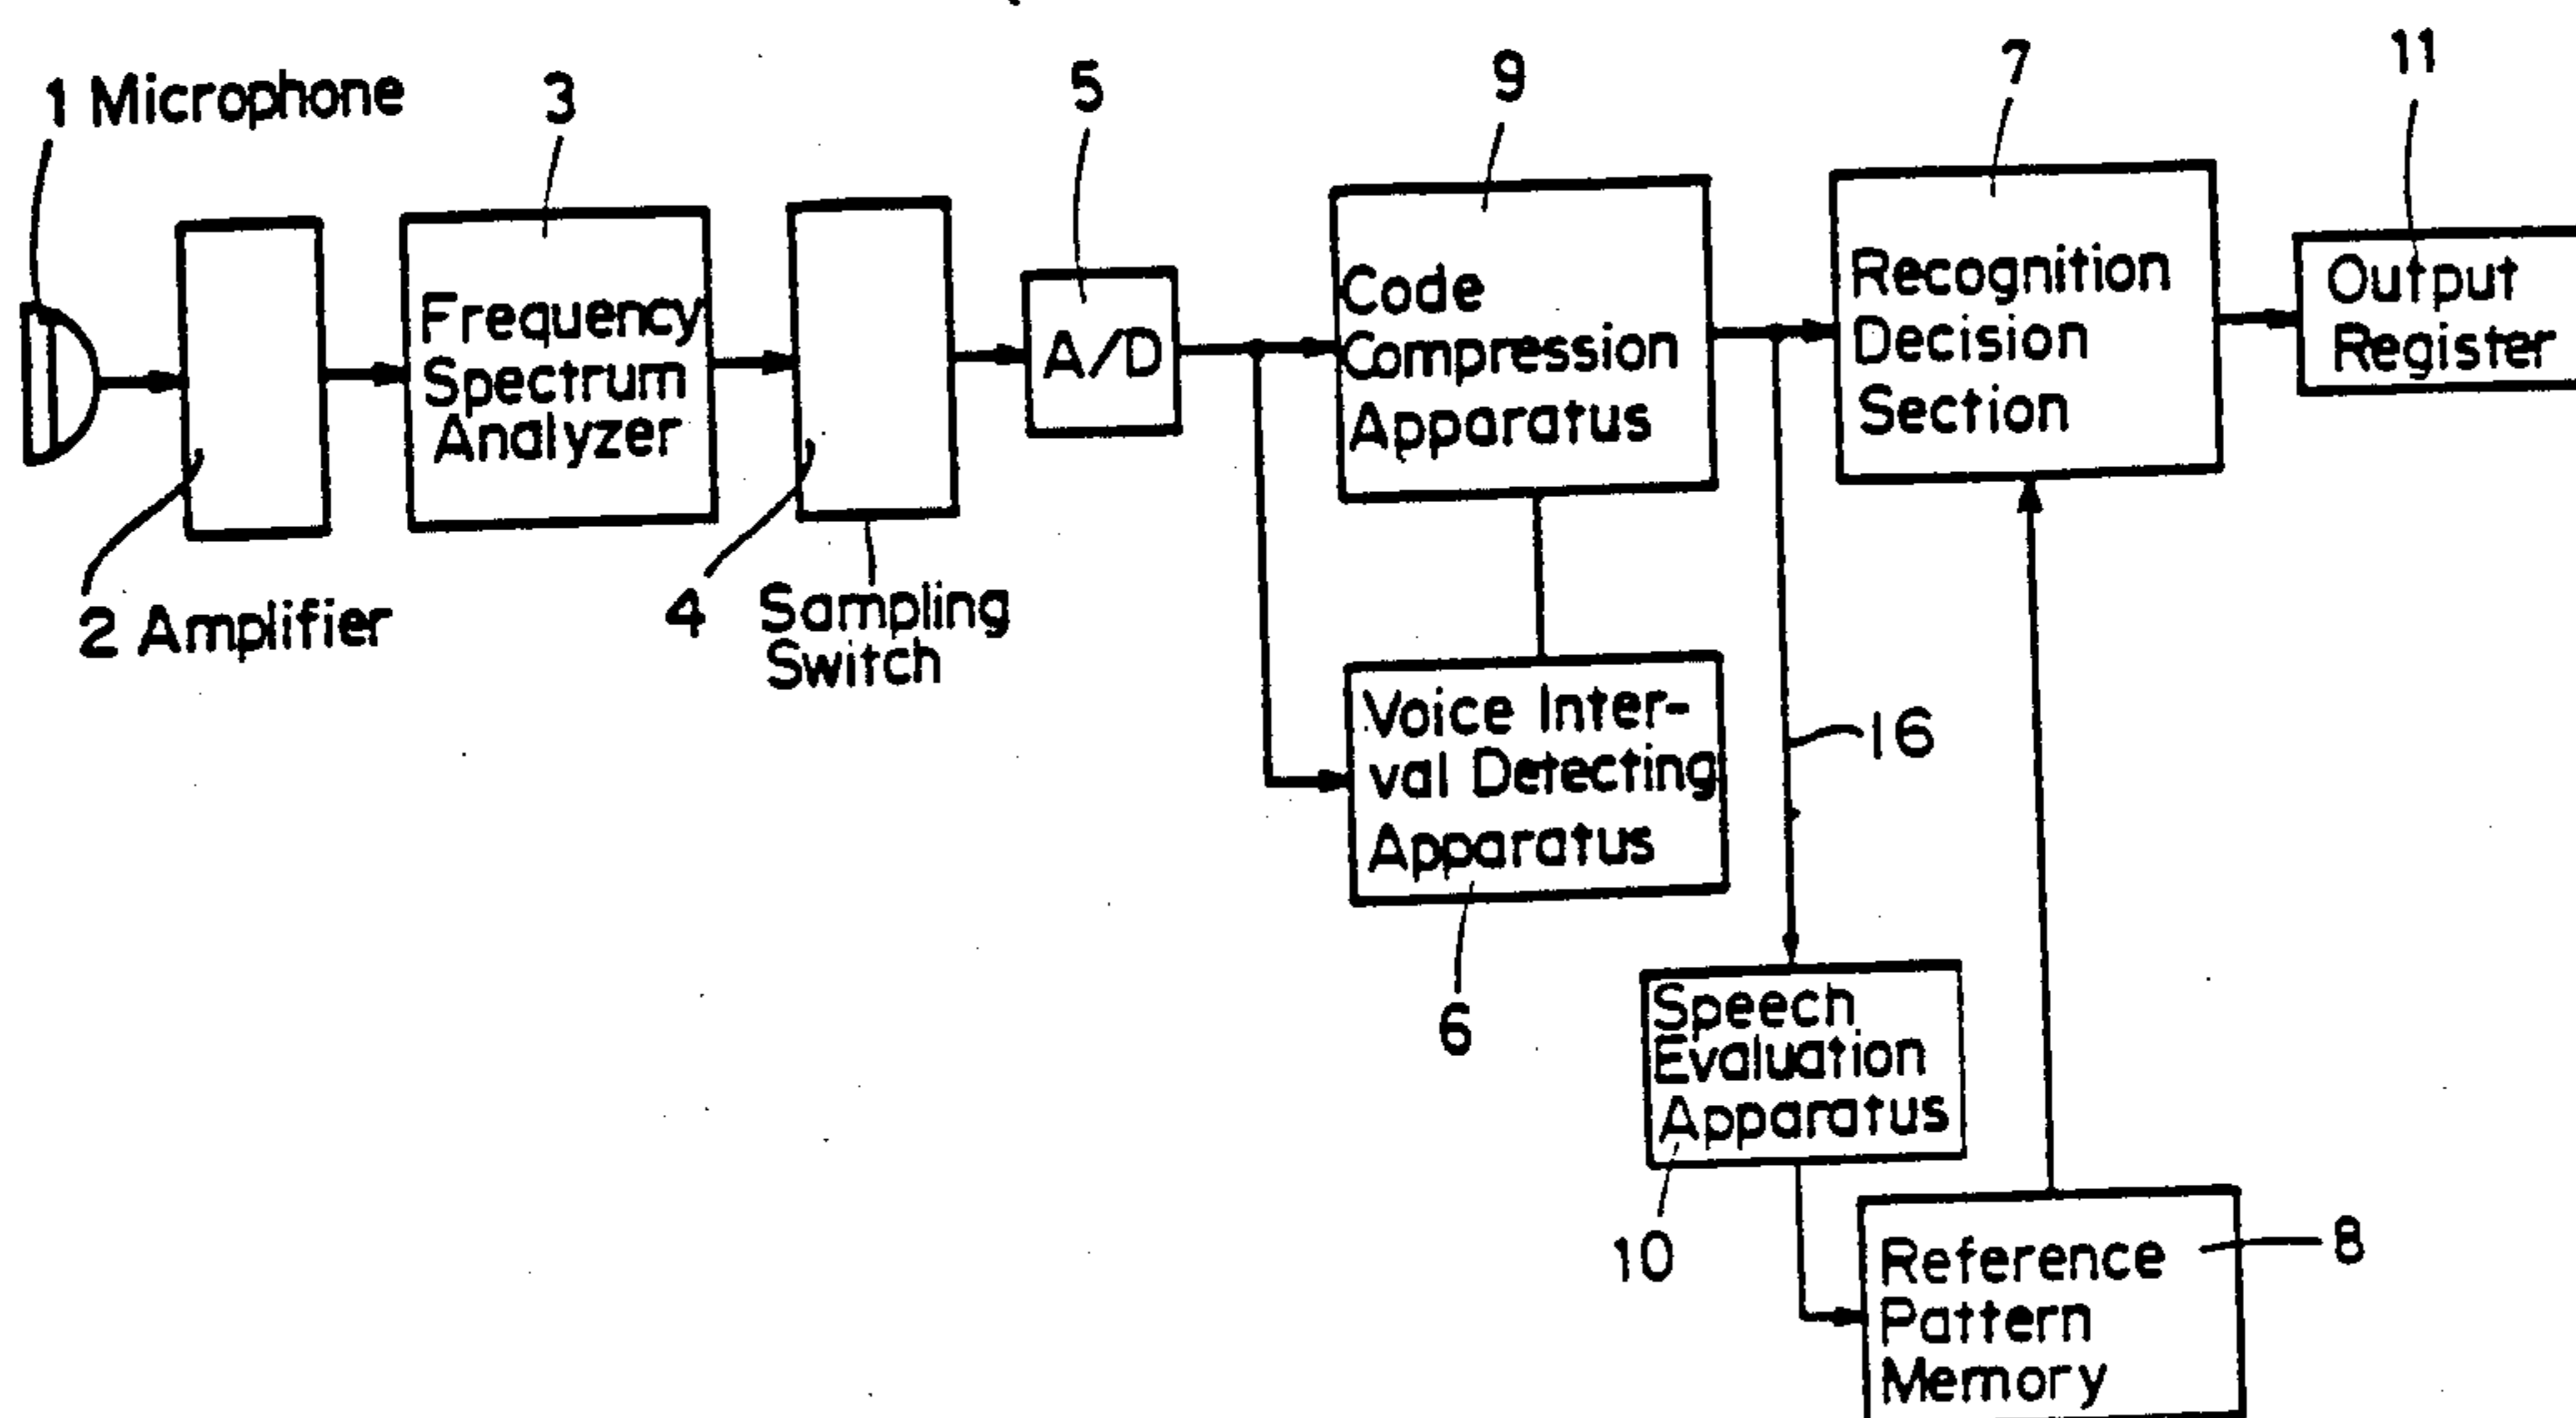 1 Microphone
3
5
9
7
11
Frequency
Spectrum
Analyzer
A/D
Code
Compression
Apparatus
Recognition
Decision
Section
Output
Register
2 Amplifier
4
Sampling
Switch
Voice Inter-
val Detecting
Apparatus
16
6
Speech
Evaluation
Apparatus
10
Reference
Pattern
Memory
8